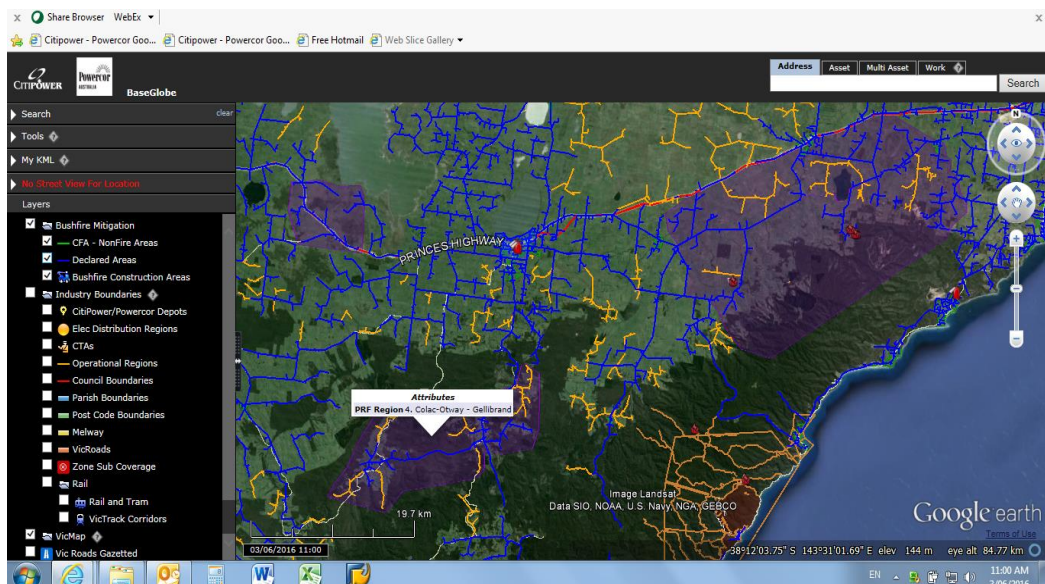 x Share Browser WebEx x
Citipower - Powercor Goo... Citipower - Powercor Goo... Free Hotmail Web Slice Gallery
CITIPOWER
Powercor
AUSTRALIA
BaseGlobe
Address Asset Multi Asset Work ?
Search
Search clear
Tools ?
My KML ?
No Street View For Location
Layers
Bushfire Mitigation
CFA - NonFire Areas
Declared Areas
Bushfire Construction Areas
Industry Boundaries ?
CitiPower/Powercor Depots
Elec Distribution Regions
CTAs
Operational Regions
Council Boundaries
Parish Boundaries
Post Code Boundaries
Melway
VicRoads
Zone Sub Coverage
Rail
Rail and Tram
VicTrack Corridors
VicMap ?
Vic Roads Gazetted
N
PRINCES HIGHWAY
Attributes
PRF Region 4. Colac-Otway - Gellibrand
19.7 km
Image Landsat
Data SIO, NOAA, U.S. Navy, NGA, GEBCO
Google earth
Terms of Use
03/06/2016 11:00
38°12'03.75" S 143°31'01.69" E elev 144 m eye alt 84.77 km
EN
11:00 AM